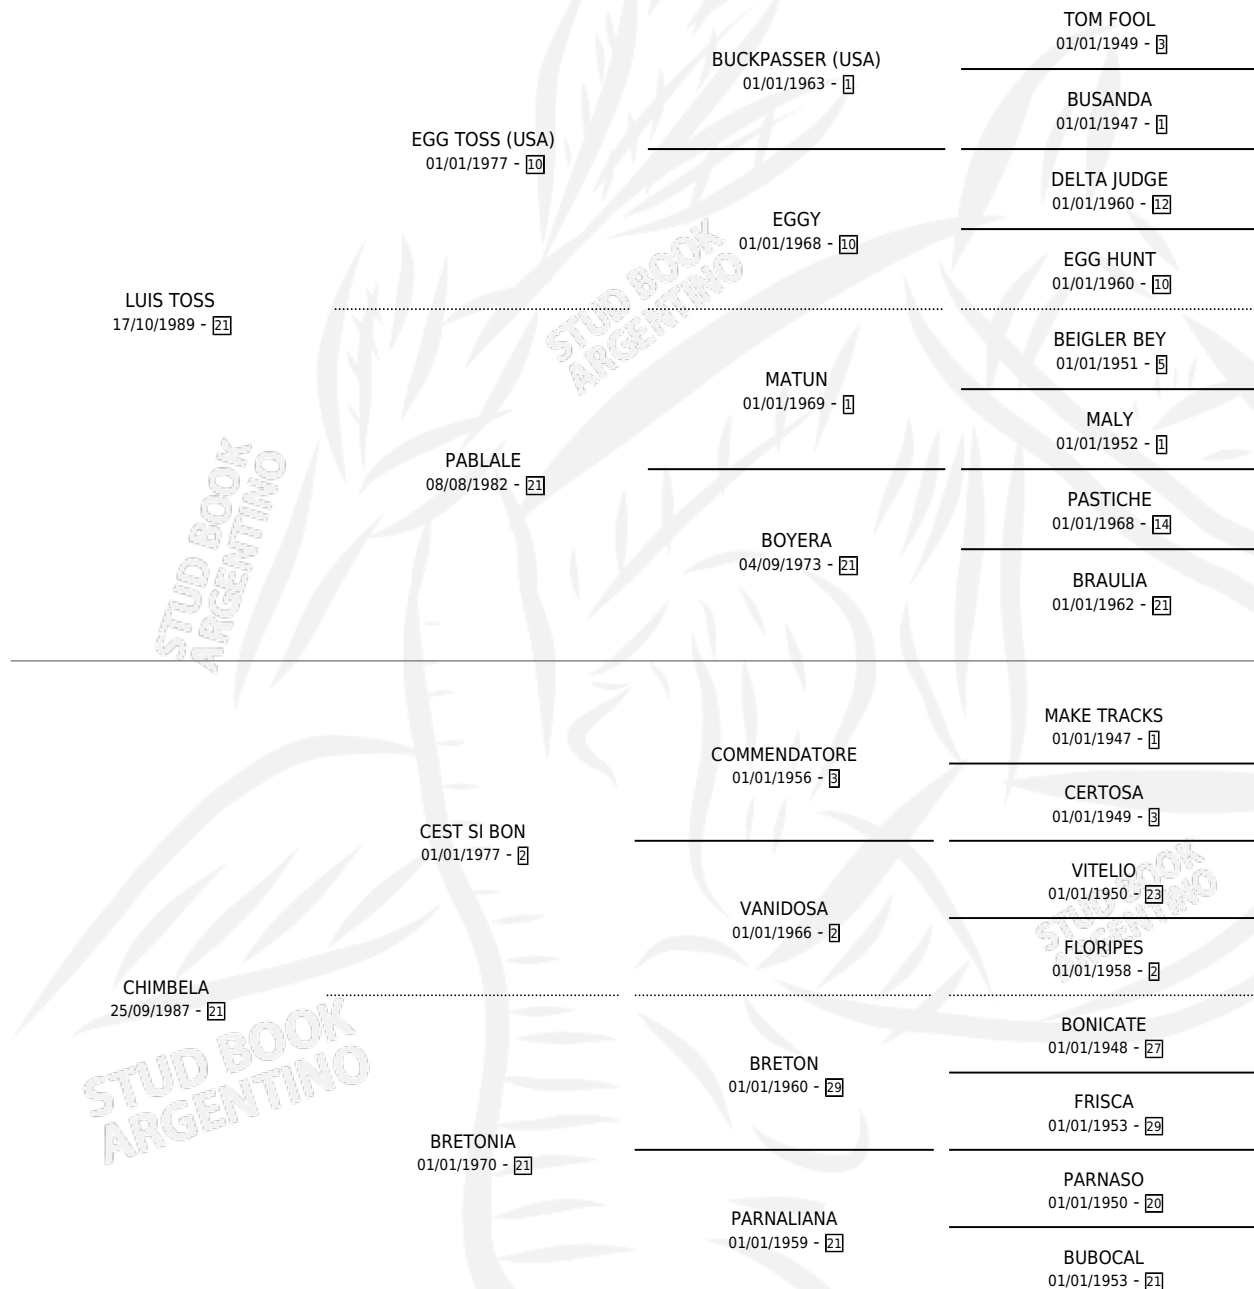 TOM FOOL
01/01/1949 - 3
BUCKPASSER (USA)
01/01/1963 - 1
BUSANDA
01/01/1947 - 1
EGG TOSS (USA)
01/01/1977 - 10
DELTA JUDGE
01/01/1960 - 12
EGGY
01/01/1968 - 10
EGG HUNT
01/01/1960 - 10
LUIS TOSS
17/10/1989 - 21
BEIGLER BEY
01/01/1951 - 5
MATUN
01/01/1969 - 1
MALY
01/01/1952 - 1
PABLALE
08/08/1982 - 21
PASTICHE
01/01/1968 - 14
BOYERA
04/09/1973 - 21
BRAULIA
01/01/1962 - 21
MAKE TRACKS
01/01/1947 - 1
COMMENDATORE
01/01/1956 - 3
CERTOSA
01/01/1949 - 3
CEST SI BON
01/01/1977 - 2
VITELIO
01/01/1950 - 23
VANIDOSA
01/01/1966 - 2
FLORIPES
01/01/1958 - 2
CHIMBELA
25/09/1987 - 21
BONICATE
01/01/1948 - 27
BRETON
01/01/1960 - 29
FRISCA
01/01/1953 - 29
BRETONIA
01/01/1970 - 21
PARNASO
01/01/1950 - 20
PARNALIANA
01/01/1959 - 21
BUBOCAL
01/01/1953 - 21
STUD BOOK
ARGENTINO
STUD BOOK
ARGENTINO
STUD BOOK
ARGENTINO
STUD BOOK
ARGENTINO